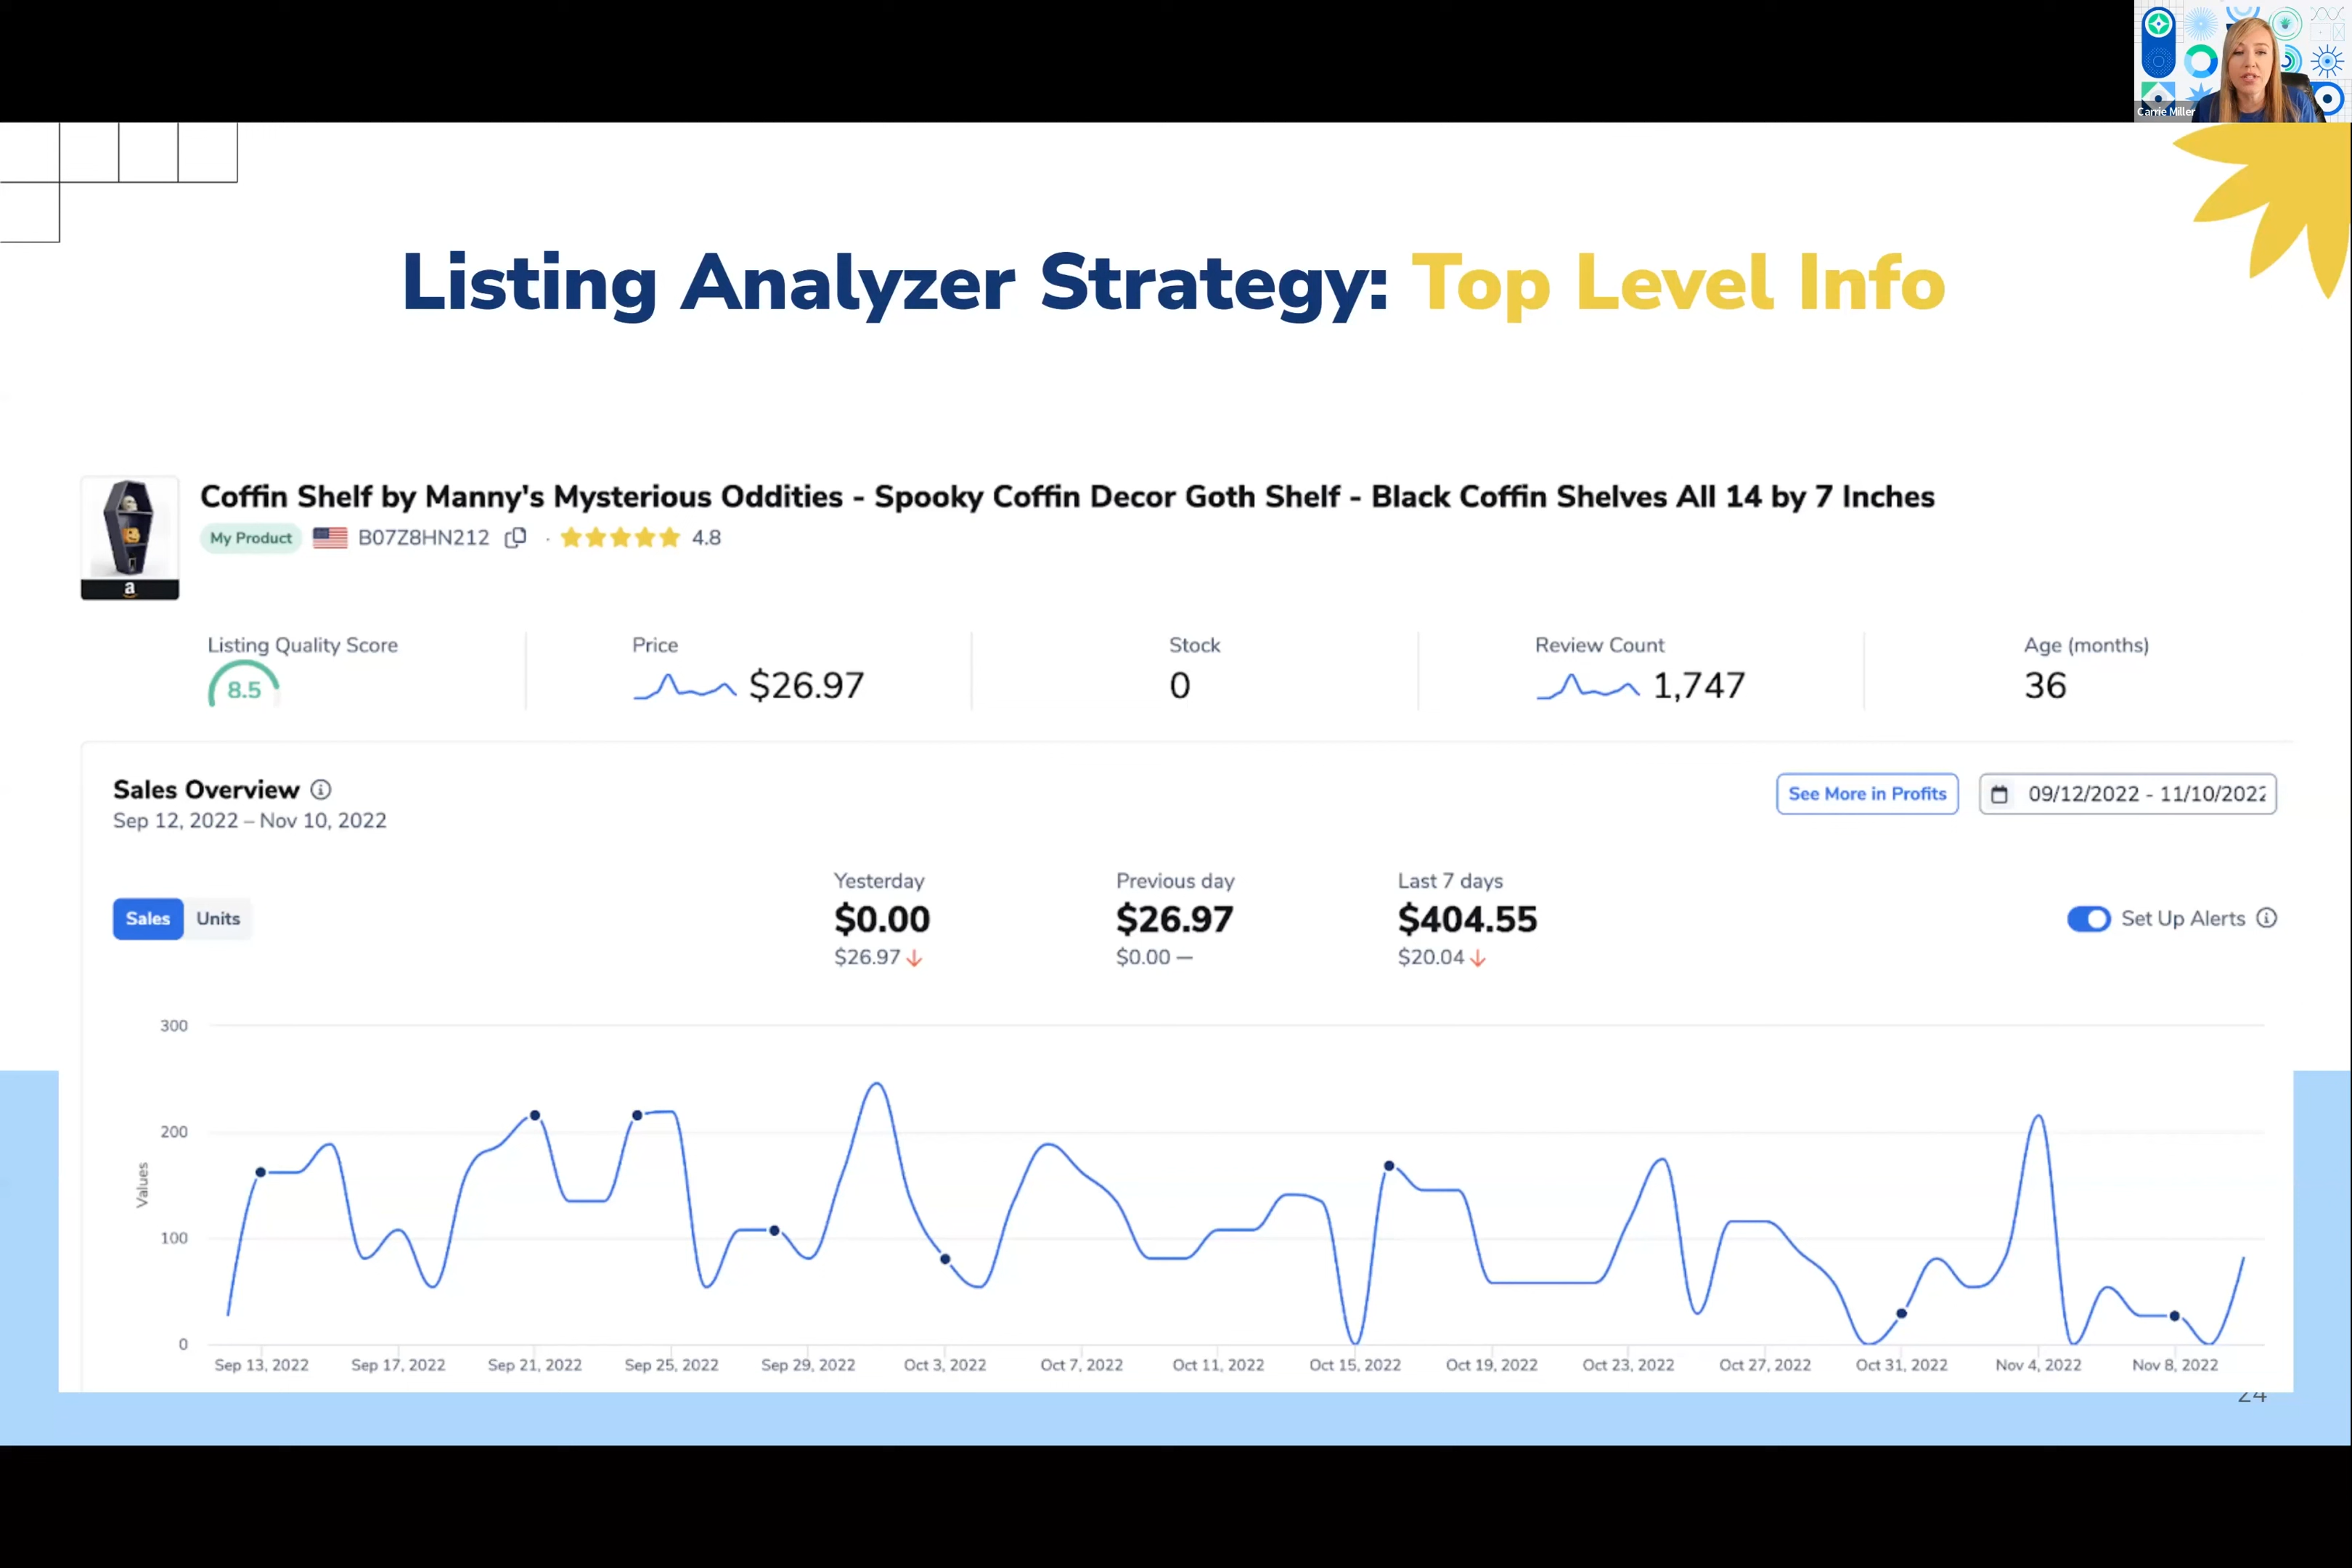 Carrie Miller
Listing Analyzer Strategy: Top Level Info
Coffin Shelf by Manny's Mysterious Oddities - Spooky Coffin Decor Goth Shelf - Black Coffin Shelves All 14 by 7 Inches
My Product B07Z8HN212 · 4.8
a
Listing Quality Score Price Stock Review Count Age (months)
8.5 $26.97 0 1,747 36
Sales Overview
Sep 12, 2022 – Nov 10, 2022
See More in Profits 09/12/2022 - 11/10/2022
Yesterday Previous day Last 7 days
Sales Units $0.00 $26.97 $404.55 Set Up Alerts
$26.97 ↓ $0.00 — $20.04 ↓
300
200
100
0
Values
Sep 13, 2022 Sep 17, 2022 Sep 21, 2022 Sep 25, 2022 Sep 29, 2022 Oct 3, 2022 Oct 7, 2022 Oct 11, 2022 Oct 15, 2022 Oct 19, 2022 Oct 23, 2022 Oct 27, 2022 Oct 31, 2022 Nov 4, 2022 Nov 8, 2022
24